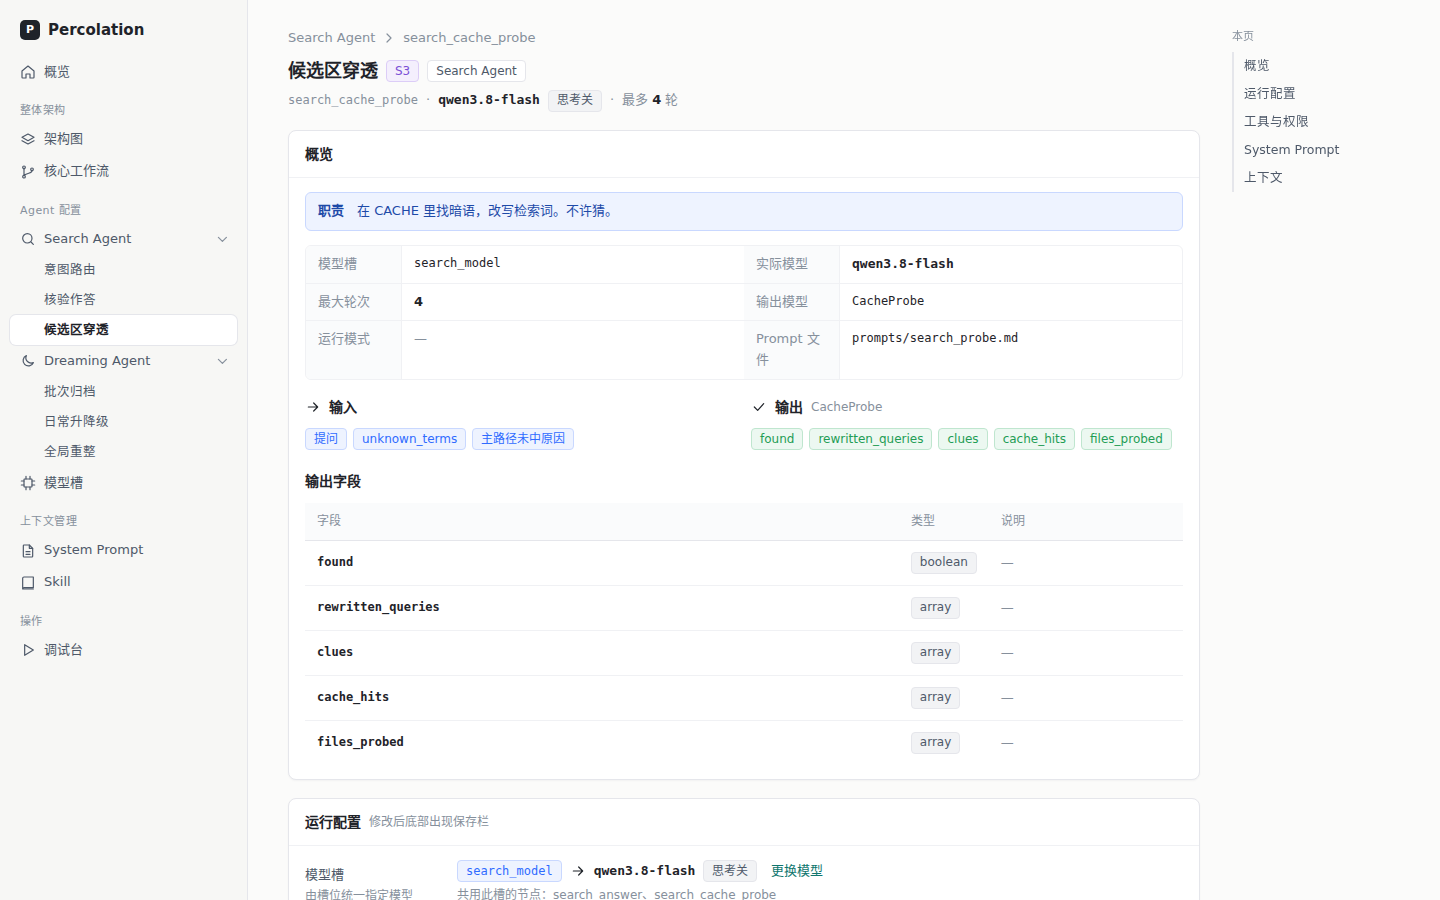 P Percolation
概览
整体架构
架构图
核心工作流
Agent 配置
Search Agent
意图路由
核验作答
候选区穿透
Dreaming Agent
批次归档
日常升降级
全局重整
模型槽
上下文管理
System Prompt
Skill
操作
调试台
Search Agent > search_cache_probe
候选区穿透 S3 Search Agent
search_cache_probe · qwen3.8-flash 思考关 · 最多 4 轮
概览
职责 在 CACHE 里找暗语，改写检索词。不许猜。
模型槽 search_model 实际模型 qwen3.8-flash
最大轮次 4 输出模型 CacheProbe
运行模式 — Prompt 文件 prompts/search_probe.md
→ 输入
提问 unknown_terms 主路径未中原因
✓ 输出 CacheProbe
found rewritten_queries clues cache_hits files_probed
输出字段
字段 类型 说明
found boolean —
rewritten_queries array —
clues array —
cache_hits array —
files_probed array —
运行配置 修改后底部出现保存栏
模型槽 search_model → qwen3.8-flash 思考关 更换模型
由槽位统一指定模型 共用此槽的节点：search_answer、search_cache_probe
本页
概览
运行配置
工具与权限
System Prompt
上下文